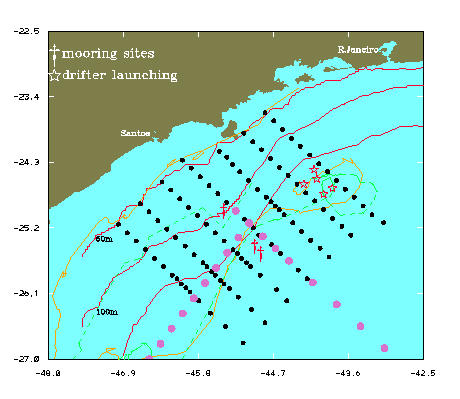 -22.5
R.Janeiro
†mooring sites
☆drifter launching
-23.4
Santos
-24.3
-25.2
60m
-26.1
100m
-27.0
-48.0 -46.9 -45.8 -44.7 -43.6 -42.5